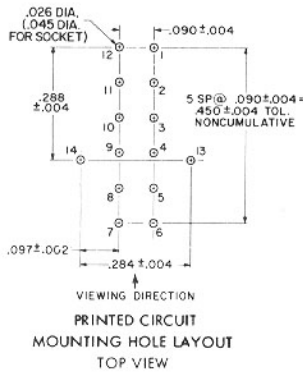 .026 DIA.
(.045 DIA.
FOR SOCKET)
.090±.004
12
1
11
2
.288
±.004
5 SP@ .090±.004=
.450±.004 TOL.
NONCUMULATIVE
10
3
9
4
14
13
8
5
7
6
.097±.002
.284±.004
VIEWING DIRECTION
PRINTED CIRCUIT
MOUNTING HOLE LAYOUT
TOP VIEW